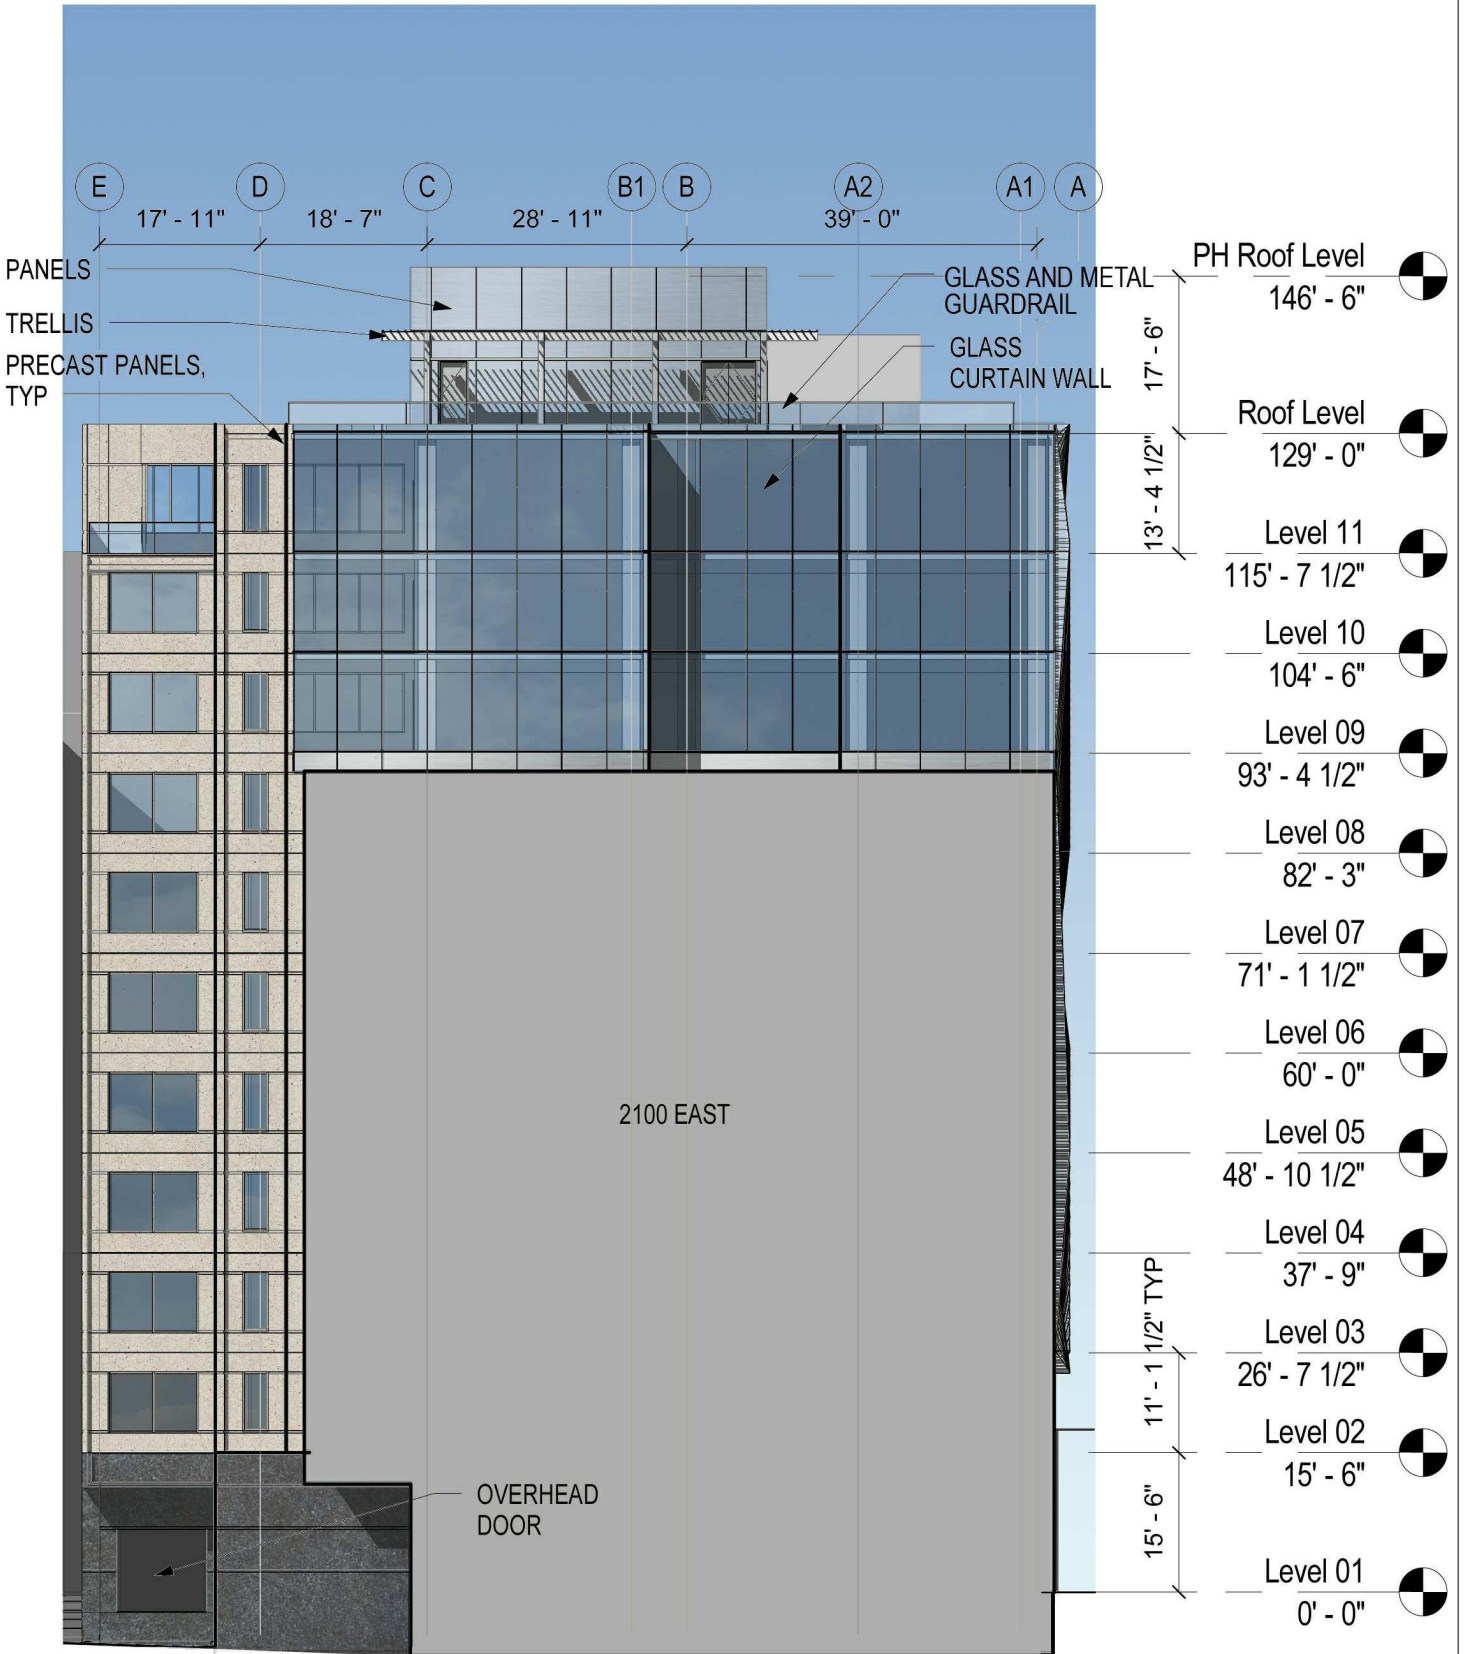 E
D
C
B1
B
A2
A1
A
17' - 11"
18' - 7"
28' - 11"
39' - 0"
PANELS
TRELLIS
PRECAST PANELS,
TYP
GLASS AND METAL
GUARDRAIL
GLASS
CURTAIN WALL
17' - 6"
13' - 4 1/2"
PH Roof Level
146' - 6"
Roof Level
129' - 0"
Level 11
115' - 7 1/2"
Level 10
104' - 6"
Level 09
93' - 4 1/2"
Level 08
82' - 3"
Level 07
71' - 1 1/2"
Level 06
60' - 0"
2100 EAST
Level 05
48' - 10 1/2"
Level 04
37' - 9"
11' - 1 1/2" TYP
Level 03
26' - 7 1/2"
Level 02
15' - 6"
15' - 6"
OVERHEAD
DOOR
Level 01
0' - 0"